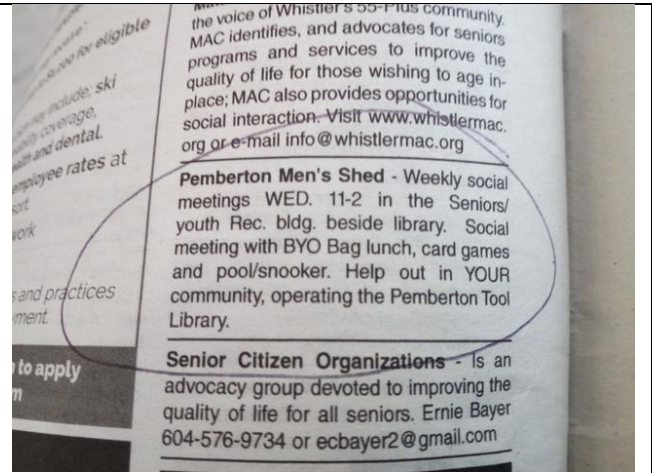 the voice of Whistler's 55-Plus community.
MAC identifies, and advocates for seniors
programs and services to improve the
quality of life for those wishing to age in-
place; MAC also provides opportunities for
social interaction. Visit www.whistlermac.
org or e-mail info@whistlermac.org
Pemberton Men's Shed - Weekly social
meetings WED. 11-2 in the Seniors/
youth Rec. bldg. beside library. Social
meeting with BYO Bag lunch, card games
and pool/snooker. Help out in YOUR
community, operating the Pemberton Tool
Library.
Senior Citizen Organizations - Is an
advocacy group devoted to improving the
quality of life for all seniors. Ernie Bayer
604-576-9734 or ecbayer2@gmail.com
for eligible
include; ski
coverage,
and dental.
employee rates at
work
and practices
to apply